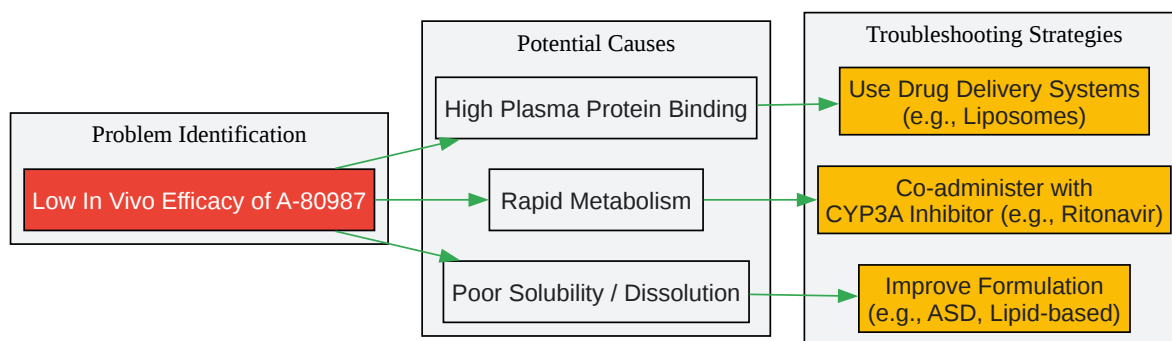 Problem Identification
Low In Vivo Efficacy of A-80987
Potential Causes
High Plasma Protein Binding
Rapid Metabolism
Poor Solubility / Dissolution
Troubleshooting Strategies
Use Drug Delivery Systems
(e.g., Liposomes)
Co-administer with
CYP3A Inhibitor (e.g., Ritonavir)
Improve Formulation
(e.g., ASD, Lipid-based)